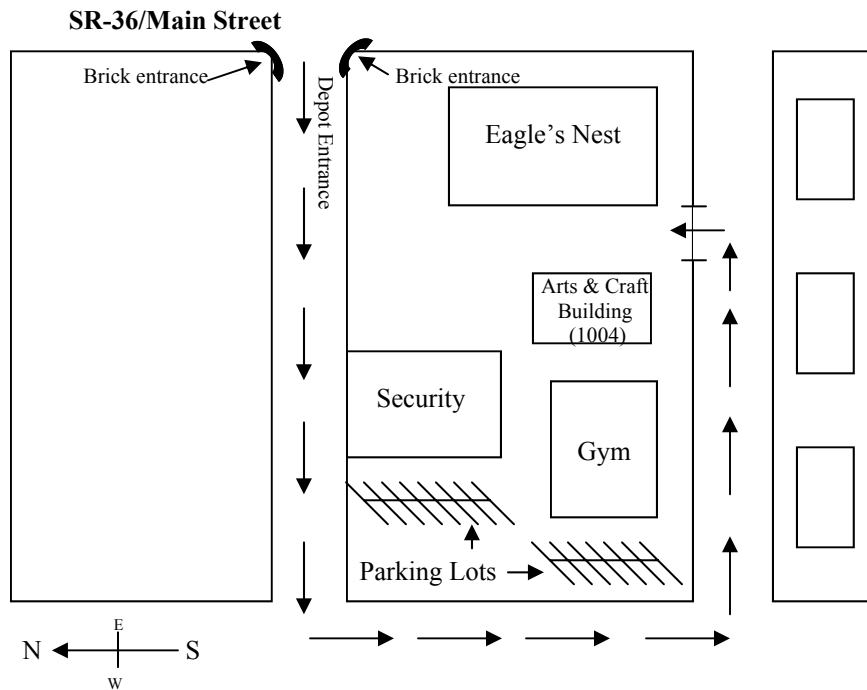 SR-36/Main Street
Brick entrance
Brick entrance
Depot Entrance
Eagle’s Nest
Arts & Craft
Building
(1004)
Security
Gym
Parking Lots
E
N
S
W